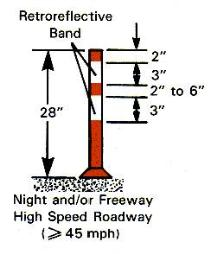 Retroreflective
Band
2"
3"
2" to 6"
3"
28"
Night and/or Freeway
High Speed Roadway
(⩾ 45 mph)